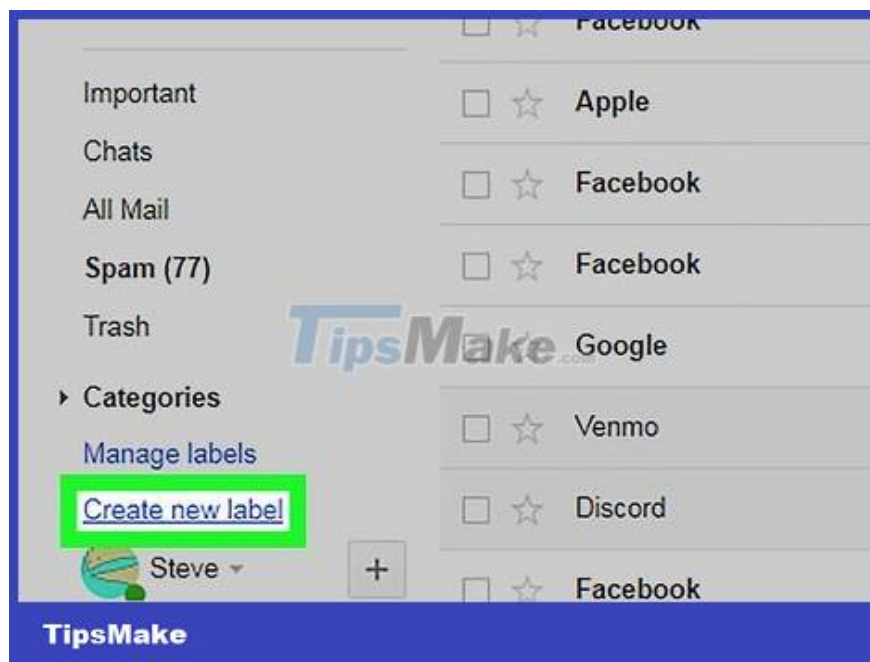 Important
Chats
All Mail
Spam (77)
Trash
Categories
Manage labels
Create new label
Steve
+
Facebook
Apple
Facebook
Facebook
Google
Venmo
Discord
Facebook
TipsMake.com
TipsMake